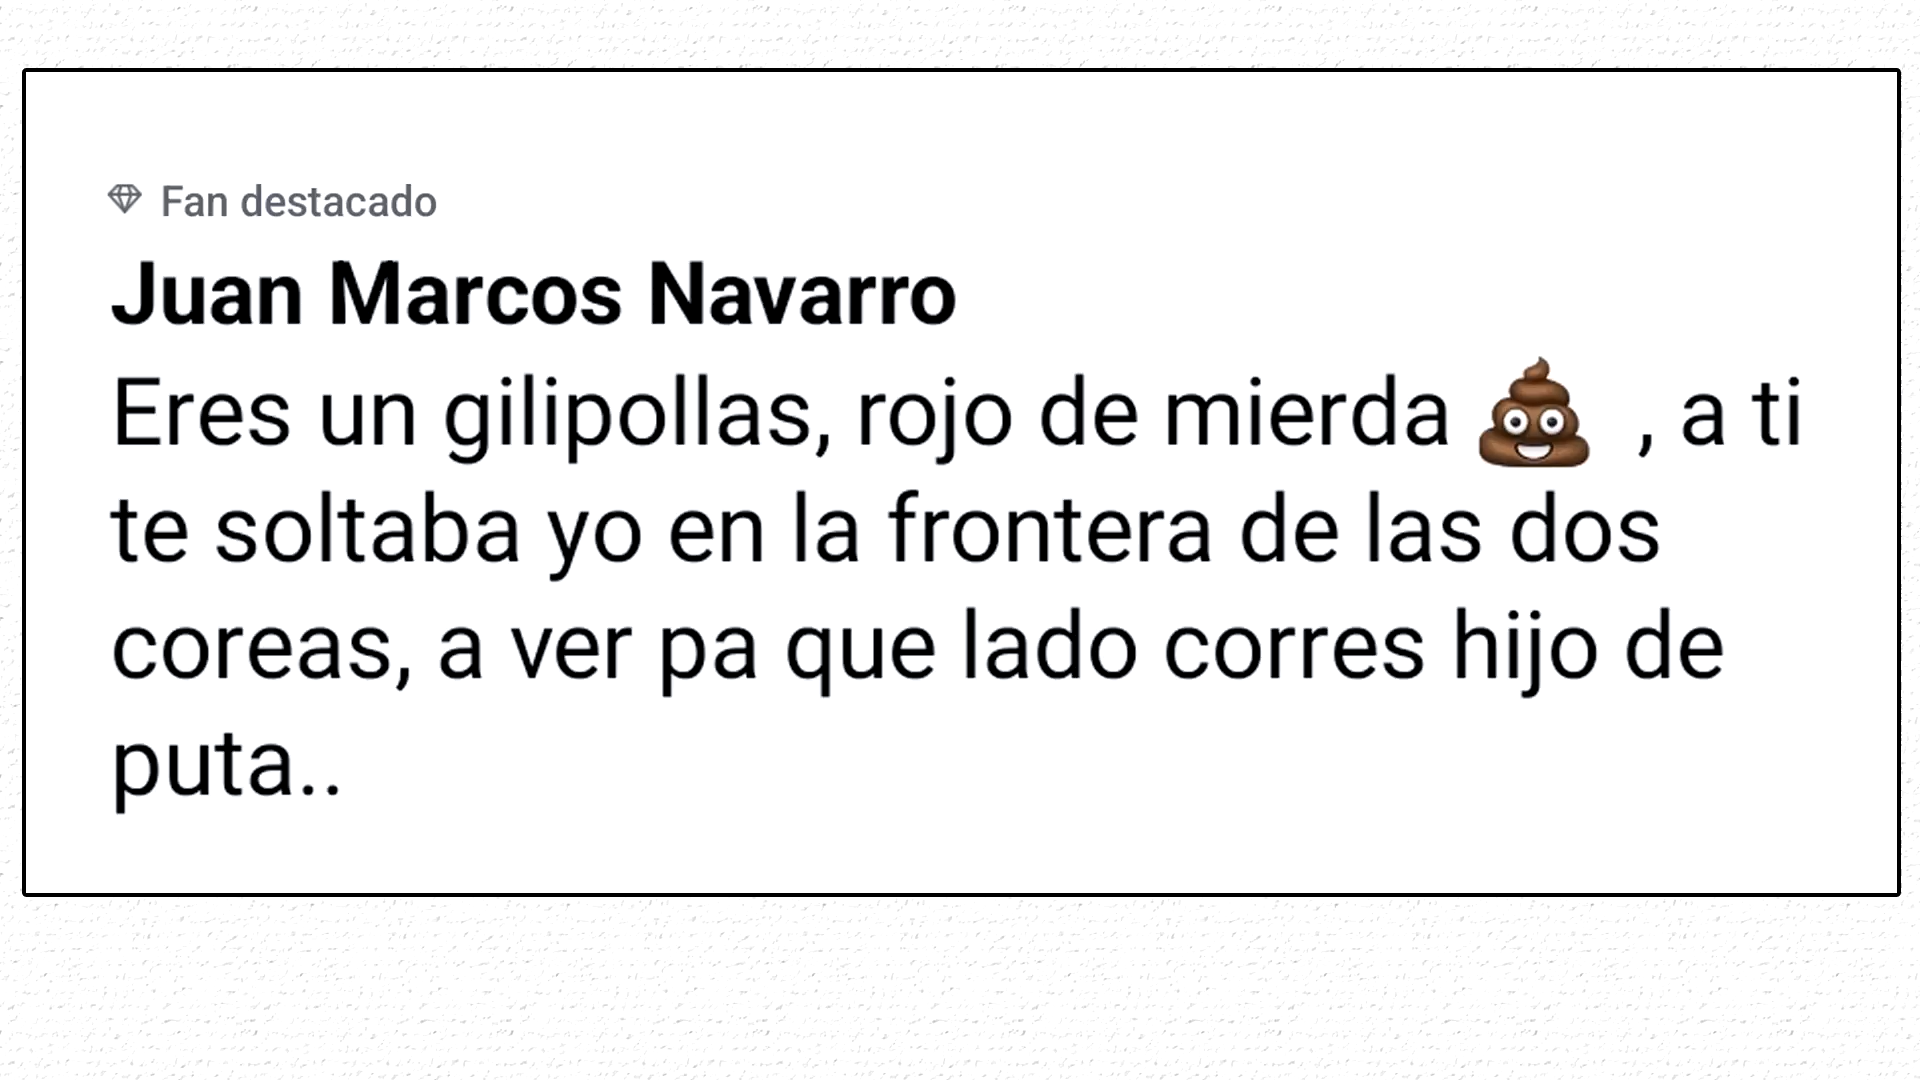 Fan destacado
Juan Marcos Navarro
Eres un gilipollas, rojo de mierda 💩 , a ti
te soltaba yo en la frontera de las dos
coreas, a ver pa que lado corres hijo de
puta..